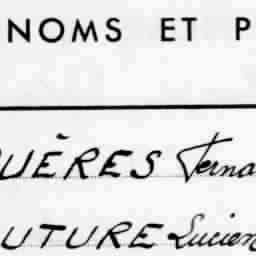 NOMS ET P
UÈRES Ferna
UTURE Lucien